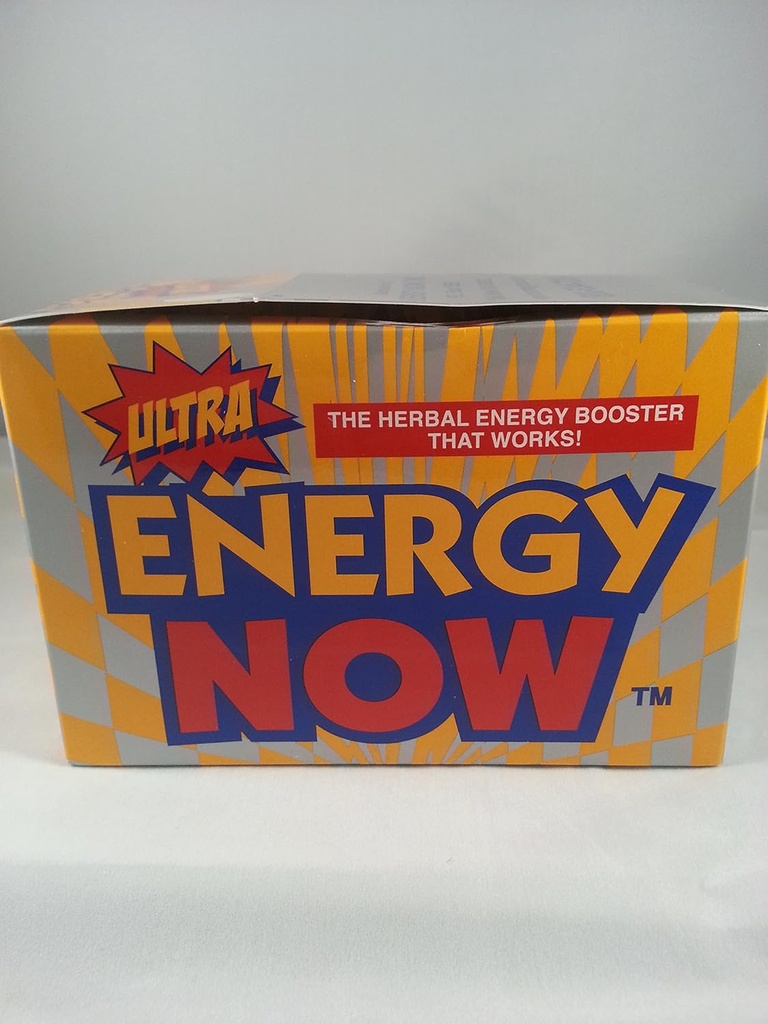 ULTRA
THE HERBAL ENERGY BOOSTER
THAT WORKS!
ENERGY
NOW
TM